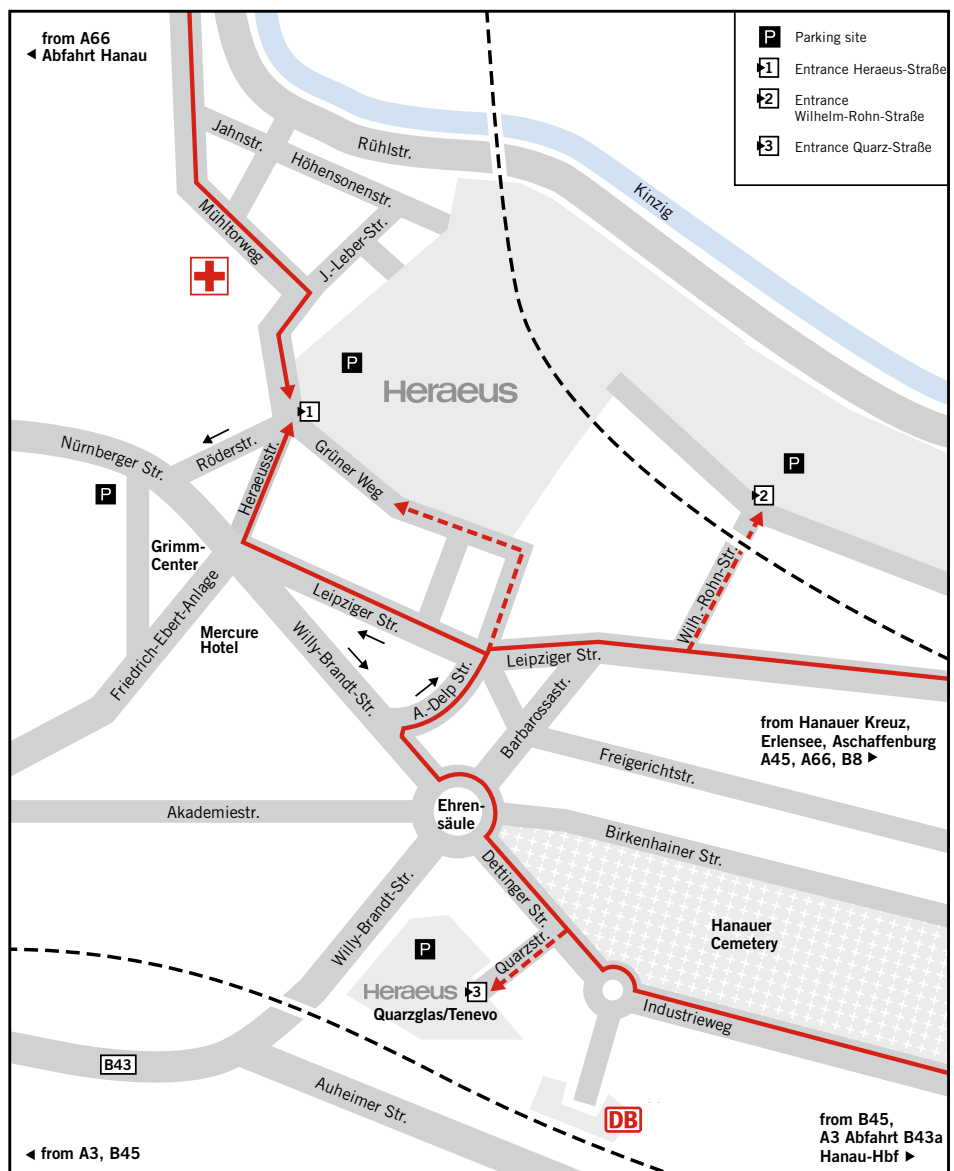 from A66
Abfahrt Hanau
P Parking site
1 Entrance Heraeus-Straße
2 Entrance
Wilhelm-Rohn-Straße
3 Entrance Quarz-Straße
Jahnstr.
Rühlstr.
Höhensonenstr.
Kinzig
Mühltorweg
J.-Leber-Str.
P
Heraeus
1
Nürnberger Str.
Röderstr.
Heraeusstr.
Grüner Weg
P
P
2
Grimm-
Center
Wilh.-Rohn-Str.
Friedrich-Ebert-Anlage
Mercure
Hotel
Leipziger Str.
Willy-Brandt-Str.
A.-Delp Str.
Leipziger Str.
Barbarossastr.
from Hanauer Kreuz,
Erlensee, Aschaffenburg
A45, A66, B8
Freigerichtstr.
Akademiestr.
Ehren-
säule
Birkenhainer Str.
Dettinger Str.
Willy-Brandt-Str.
Hanauer
Cemetery
P
Quarzstr.
Heraeus
3
Quarzglas/Tenevo
Industrieweg
B43
Auheimer Str.
DB
from A3, B45
from B45,
A3 Abfahrt B43a
Hanau-Hbf